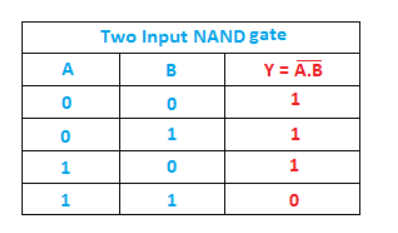 Two Input NAND gate
A B Y = A̅.̅B̅
0 0 1
0 1 1
1 0 1
1 1 0